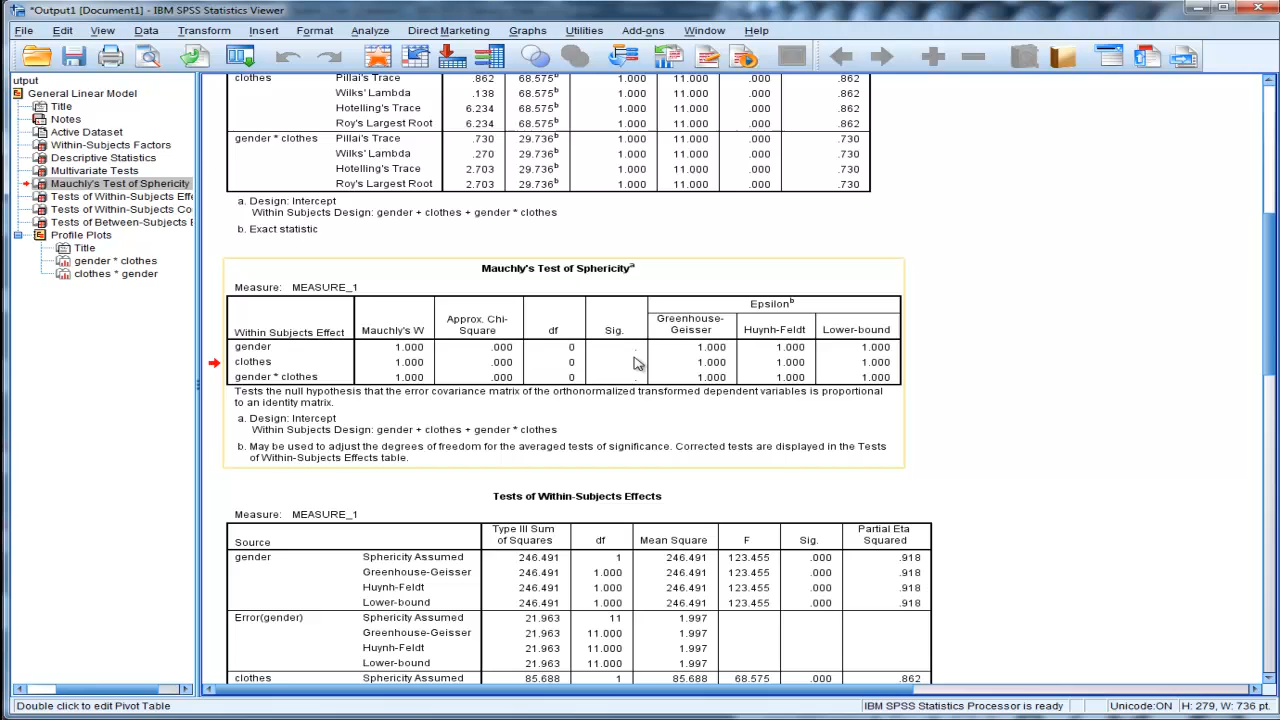 *Output1 [Document1] - IBM SPSS Statistics Viewer
File Edit View Data Transform Insert Format Analyze Direct Marketing Graphs Utilities Add-ons Window Help
utput
General Linear Model
Title
Notes
Active Dataset
Within-Subjects Factors
Descriptive Statistics
Multivariate Tests
Mauchly's Test of Sphericity
Tests of Within-Subjects Effe
Tests of Within-Subjects Co
Tests of Between-Subjects E
Profile Plots
Title
gender * clothes
clothes * gender
clothes Pillai's Trace .862 68.575b 1.000 11.000 .000 .862
Wilks' Lambda .138 68.575b 1.000 11.000 .000 .862
Hotelling's Trace 6.234 68.575b 1.000 11.000 .000 .862
Roy's Largest Root 6.234 68.575b 1.000 11.000 .000 .862
gender * clothes Pillai's Trace .730 29.736b 1.000 11.000 .000 .730
Wilks' Lambda .270 29.736b 1.000 11.000 .000 .730
Hotelling's Trace 2.703 29.736b 1.000 11.000 .000 .730
Roy's Largest Root 2.703 29.736b 1.000 11.000 .000 .730
a. Design: Intercept
Within Subjects Design: gender + clothes + gender * clothes
b. Exact statistic
Mauchly's Test of Sphericitya
Measure: MEASURE_1
Within Subjects Effect Mauchly's W Approx. Chi-Square df Sig. Epsilonb
Greenhouse-Geisser Huynh-Feldt Lower-bound
gender 1.000 .000 0 . 1.000 1.000 1.000
clothes 1.000 .000 0 1.000 1.000 1.000
gender * clothes 1.000 .000 0 . 1.000 1.000 1.000
Tests the null hypothesis that the error covariance matrix of the orthonormalized transformed dependent variables is proportional
to an identity matrix.
a. Design: Intercept
Within Subjects Design: gender + clothes + gender * clothes
b. May be used to adjust the degrees of freedom for the averaged tests of significance. Corrected tests are displayed in the Tests
of Within-Subjects Effects table.
Tests of Within-Subjects Effects
Measure: MEASURE_1
Source Type III Sum of Squares df Mean Square F Sig. Partial Eta Squared
gender Sphericity Assumed 246.491 1 246.491 123.455 .000 .918
Greenhouse-Geisser 246.491 1.000 246.491 123.455 .000 .918
Huynh-Feldt 246.491 1.000 246.491 123.455 .000 .918
Lower-bound 246.491 1.000 246.491 123.455 .000 .918
Error(gender) Sphericity Assumed 21.963 11 1.997
Greenhouse-Geisser 21.963 11.000 1.997
Huynh-Feldt 21.963 11.000 1.997
Lower-bound 21.963 11.000 1.997
clothes Sphericity Assumed 85.688 1 85.688 68.575 .000 .862
Double click to edit Pivot Table IBM SPSS Statistics Processor is ready Unicode:ON H: 279, W: 736 pt.